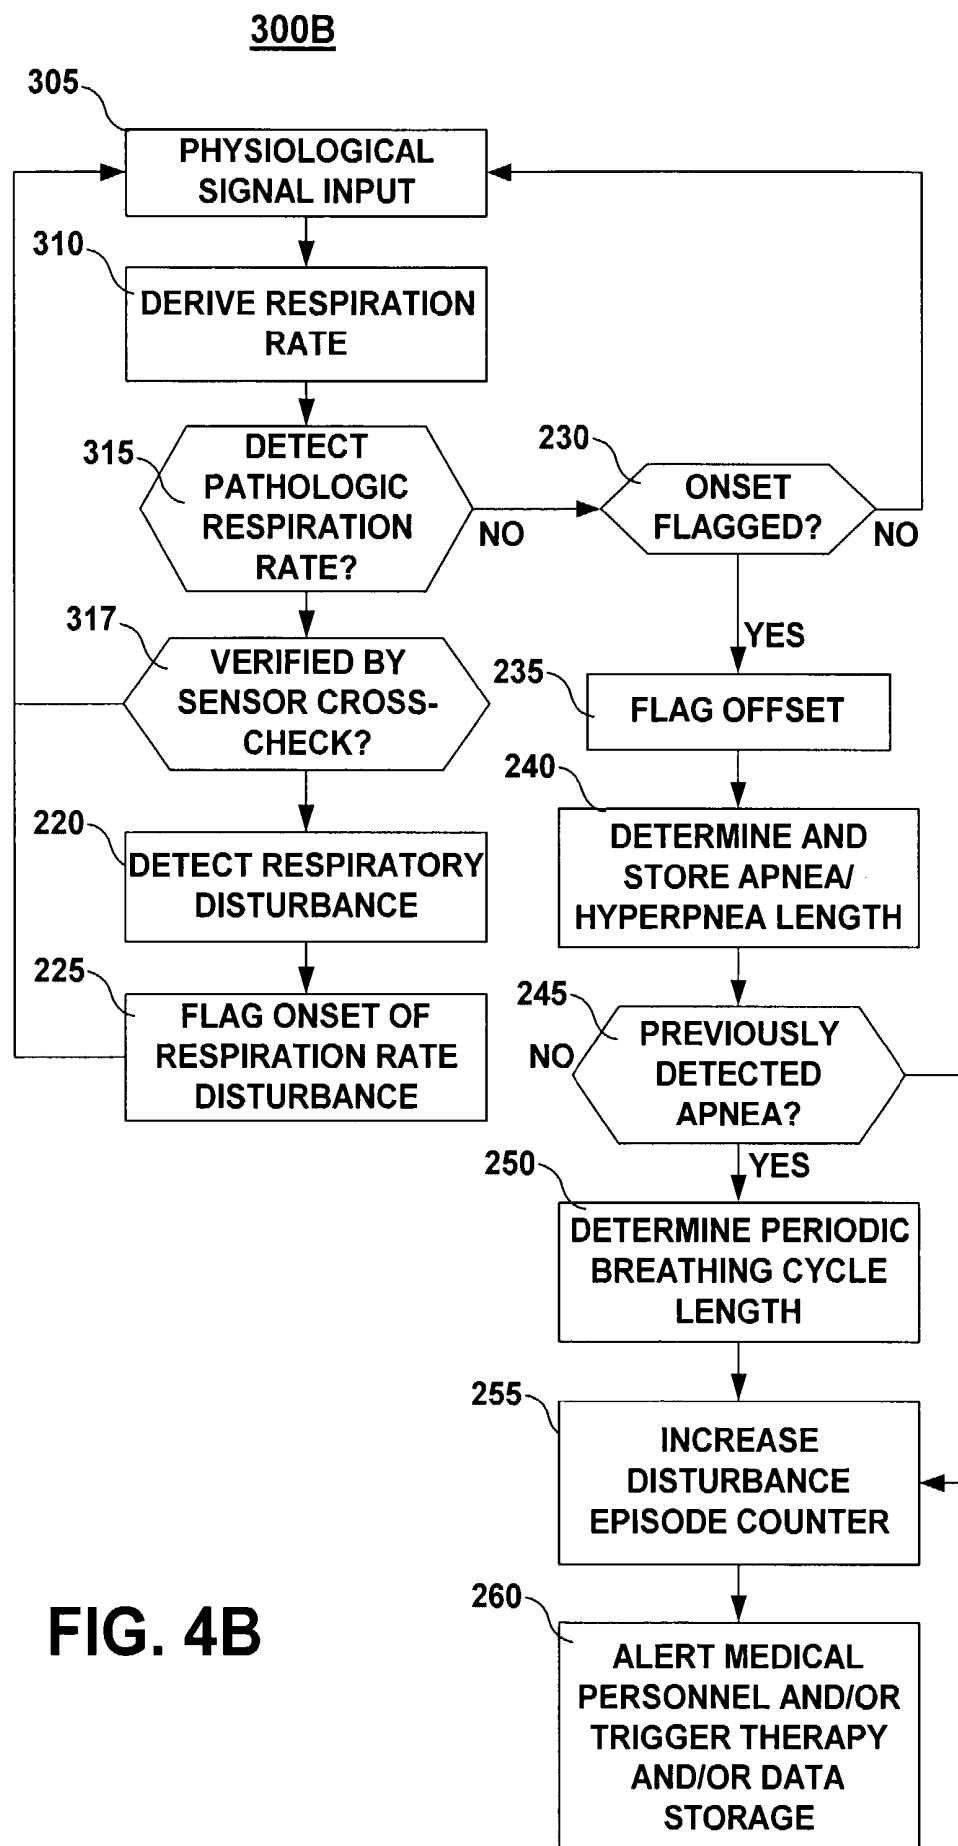 300B
305
PHYSIOLOGICAL
SIGNAL INPUT
310
DERIVE RESPIRATION
RATE
315
DETECT
PATHOLOGIC
RESPIRATION
RATE?
NO
230
ONSET
FLAGGED?
NO
YES
317
VERIFIED BY
SENSOR CROSS-
CHECK?
235
FLAG OFFSET
220
DETECT RESPIRATORY
DISTURBANCE
240
DETERMINE AND
STORE APNEA/
HYPERPNEA LENGTH
225
FLAG ONSET OF
RESPIRATION RATE
DISTURBANCE
245
NO
PREVIOUSLY
DETECTED
APNEA?
YES
250
DETERMINE PERIODIC
BREATHING CYCLE
LENGTH
255
INCREASE
DISTURBANCE
EPISODE COUNTER
260
ALERT MEDICAL
PERSONNEL AND/OR
TRIGGER THERAPY
AND/OR DATA
STORAGE
FIG. 4B